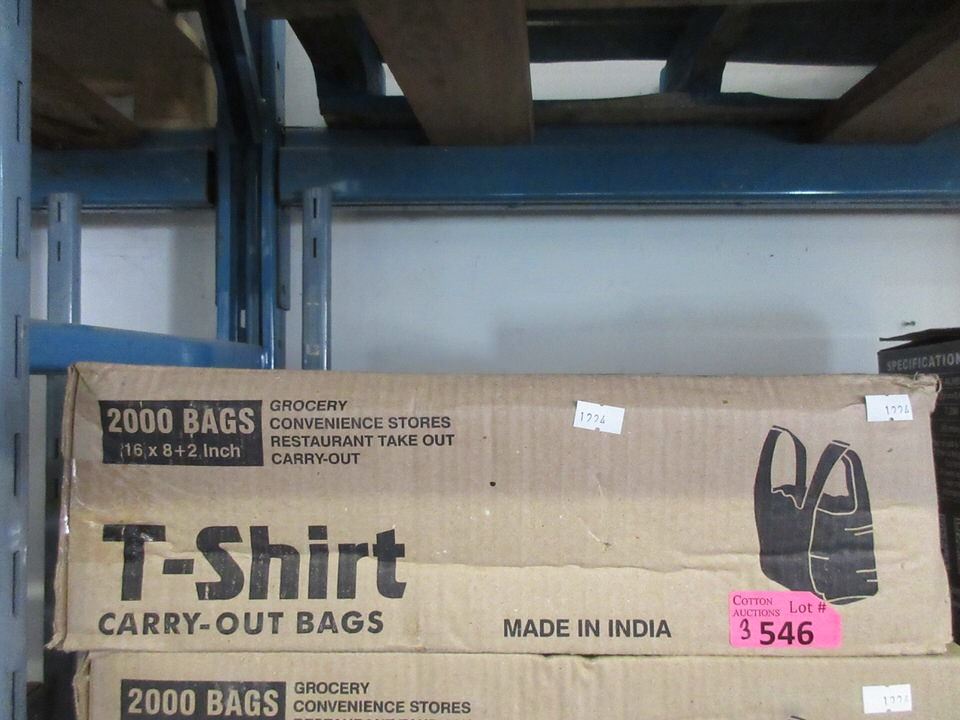 2000 BAGS
16 x 8+2 Inch
GROCERY
CONVENIENCE STORES
RESTAURANT TAKE OUT
CARRY-OUT
1224
1224
T-Shirt
CARRY-OUT BAGS
MADE IN INDIA
COTTON
AUCTIONS
Lot #
3 546
SPECIFICATION
2000 BAGS
GROCERY
CONVENIENCE STORES
1224